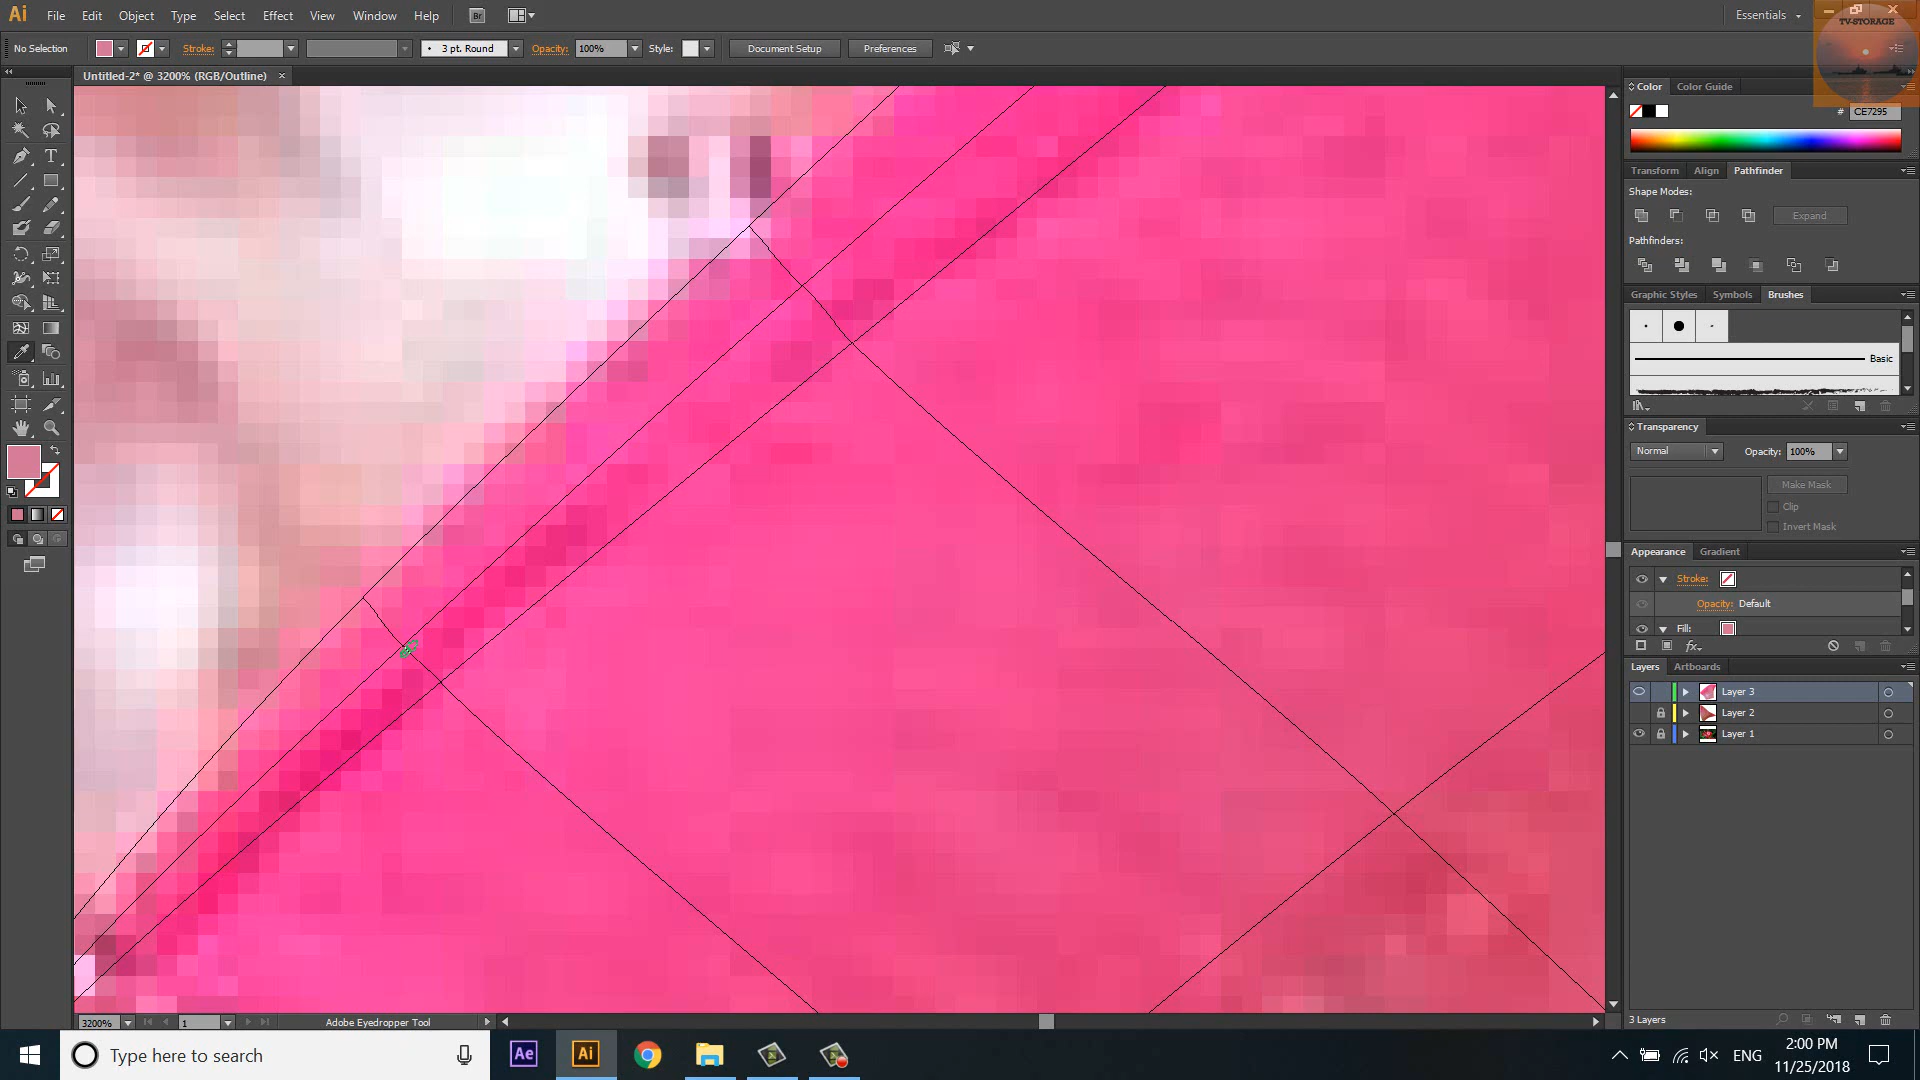 Ai File Edit Object Type Select Effect View Window Help Br Essentials
TV-STORAGE
No Selection Stroke: 3 pt. Round Opacity: 100% Style: Document Setup Preferences
Untitled-2* @ 3200% (RGB/Outline) ×
Color Color Guide
# CE7295
Transform Align Pathfinder
Shape Modes:
Expand
Pathfinders:
Graphic Styles Symbols Brushes
Basic
Transparency
Normal Opacity: 100%
Make Mask
Clip
Invert Mask
Appearance Gradient
Stroke:
Opacity: Default
Fill:
fx
Layers Artboards
Layer 3
Layer 2
Layer 1
3200% 1 Adobe Eyedropper Tool 3 Layers
Type here to search Ae Ai ENG
2:00 PM
11/25/2018